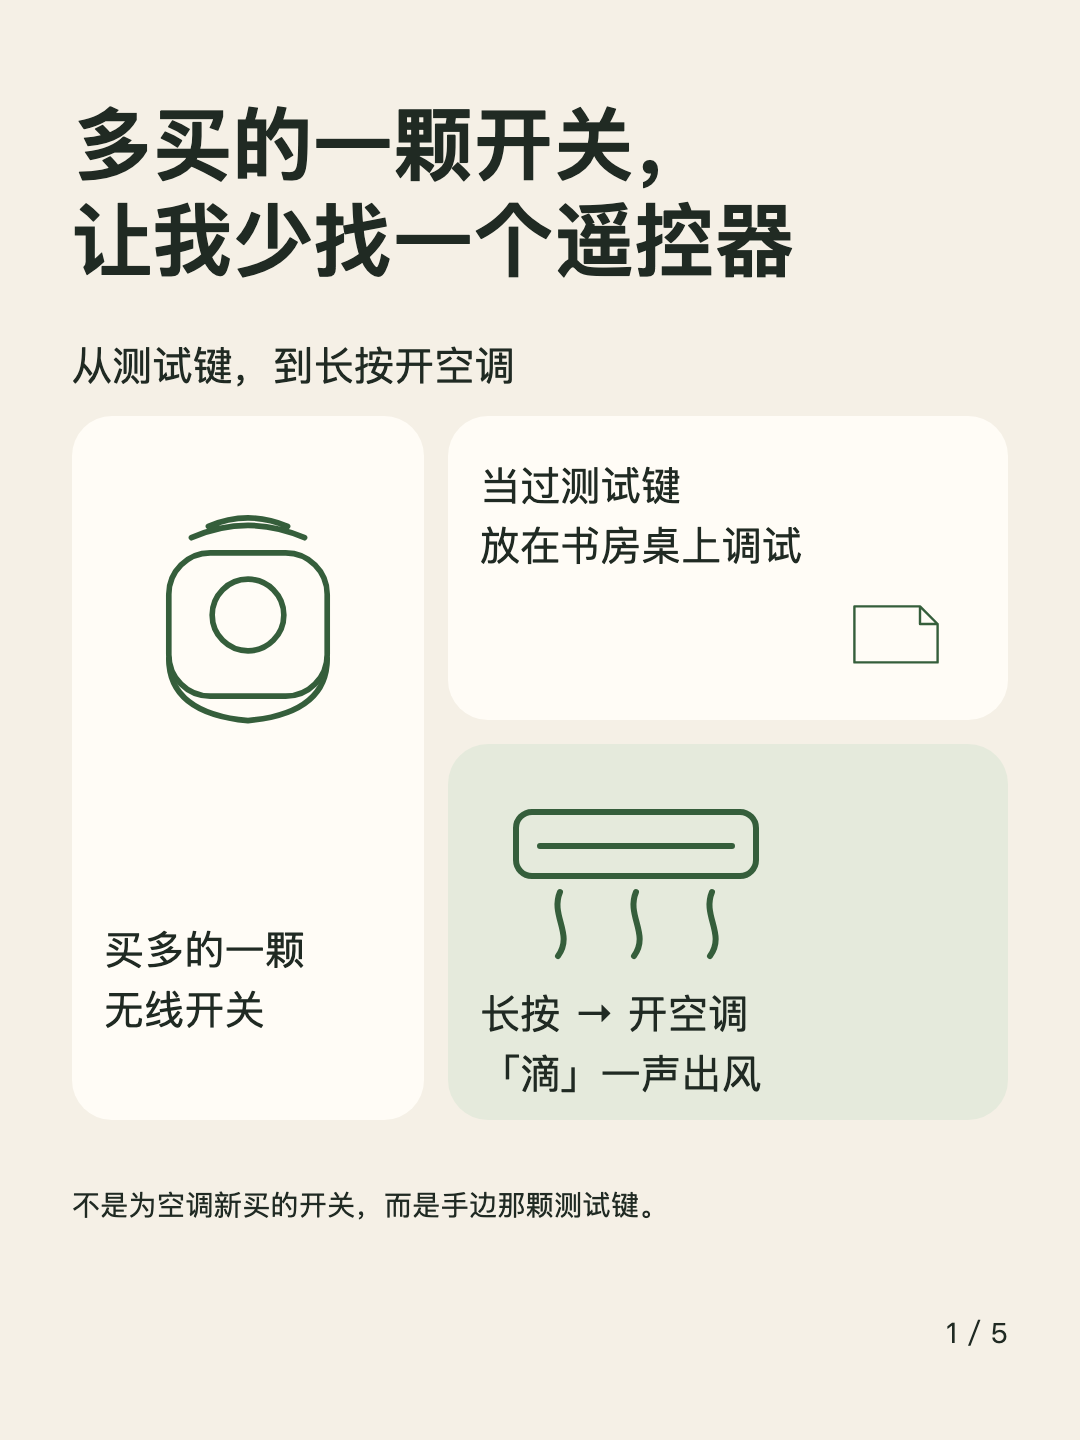 多买的一颗开关，
让我少找一个遥控器
从测试键，到长按开空调
当过测试键
放在书房桌上调试
买多的一颗
无线开关
长按 → 开空调
「滴」一声出风
不是为空调新买的开关，而是手边那颗测试键。
1 / 5